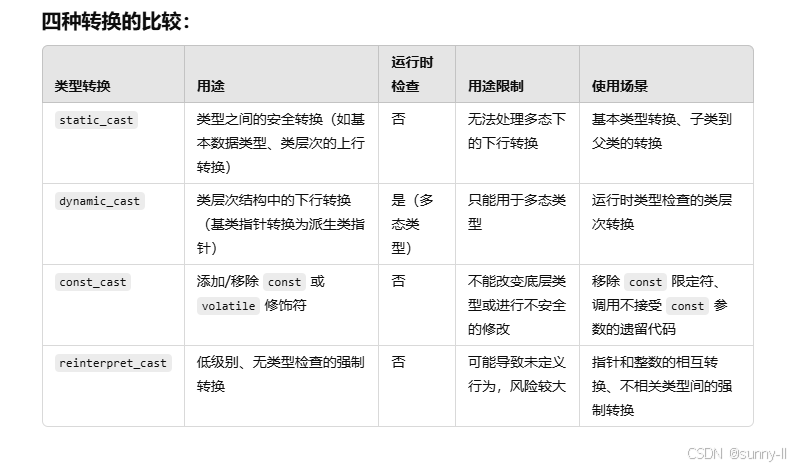 四种转换的比较：
类型转换 用途 运行时检查 用途限制 使用场景
static_cast 类型之间的安全转换（如基本数据类型、类层次的上行转换） 否 无法处理多态下的下行转换 基本类型转换、子类到父类的转换
dynamic_cast 类层次结构中的下行转换（基类指针转换为派生类指针） 是（多态类型） 只能用于多态类型 运行时类型检查的类层次转换
const_cast 添加/移除 const 或 volatile 修饰符 否 不能改变底层类型或进行不安全的修改 移除 const 限定符、调用不接受 const 参数的遗留代码
reinterpret_cast 低级别、无类型检查的强制转换 否 可能导致未定义行为，风险较大 指针和整数的相互转换、不相关类型间的强制转换
CSDN @sunny-ll